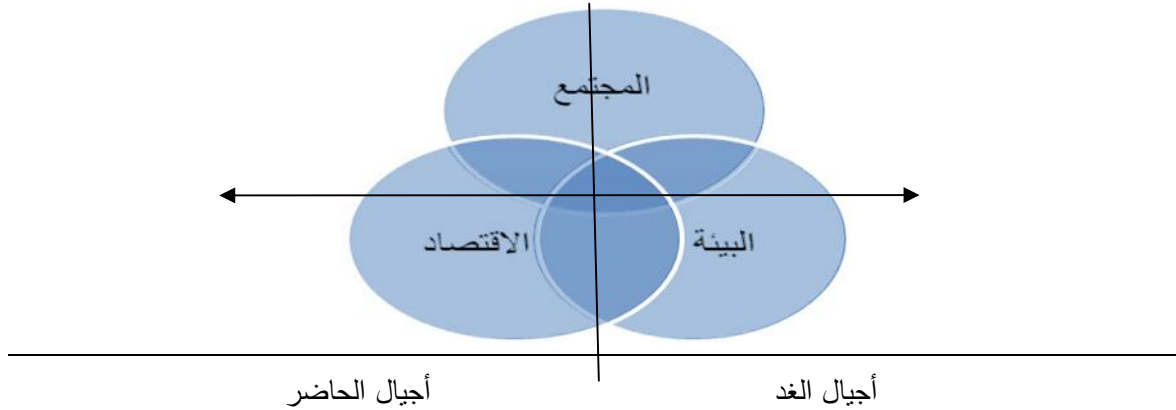 المجتمع
البيئة
الاقتصاد
أجيال الغد
أجيال الحاضر